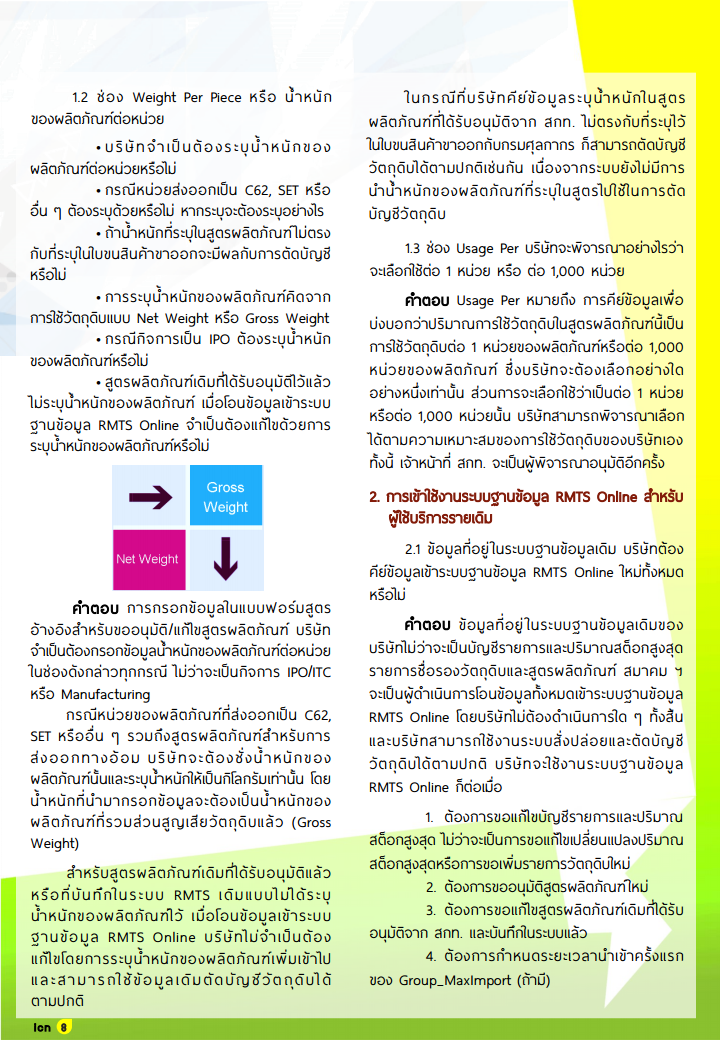 1.2 ช่อง Weight Per Piece หรือ น้ำหนัก
ของผลิตภัณฑ์ต่อหน่วย
• บริษัทจำเป็นต้องระบุน้ำหนักของ
ผลิตภัณฑ์ต่อหน่วยหรือไม่
• กรณีหน่วยส่งออกเป็น C62, SET หรือ
อื่น ๆ ต้องระบุด้วยหรือไม่ หากระบุจะต้องระบุอย่างไร
• ถ้าน้ำหนักที่ระบุในสูตรผลิตภัณฑ์ไม่ตรง
กับที่ระบุในใบขนสินค้าขาออกจะมีผลกับการตัดบัญชี
หรือไม่
• การระบุน้ำหนักของผลิตภัณฑ์คิดจาก
การใช้วัตถุดิบแบบ Net Weight หรือ Gross Weight
• กรณีกิจการเป็น IPO ต้องระบุน้ำหนัก
ของผลิตภัณฑ์หรือไม่
• สูตรผลิตภัณฑ์เดิมที่ได้รับอนุมัติไว้แล้ว
ไม่ระบุน้ำหนักของผลิตภัณฑ์ เมื่อโอนข้อมูลเข้าระบบ
ฐานข้อมูล RMTS Online จำเป็นต้องแก้ไขด้วยการ
ระบุน้ำหนักของผลิตภัณฑ์หรือไม่
Gross
Weight
Net Weight
คำตอบ การกรอกข้อมูลในแบบฟอร์มสูตร
อ้างอิงสำหรับขออนุมัติ/แก้ไขสูตรผลิตภัณฑ์ บริษัท
จำเป็นต้องกรอกข้อมูลน้ำหนักของผลิตภัณฑ์ต่อหน่วย
ในช่องดังกล่าวทุกกรณี ไม่ว่าจะเป็นกิจการ IPO/ITC
หรือ Manufacturing
กรณีหน่วยของผลิตภัณฑ์ที่ส่งออกเป็น C62,
SET หรืออื่น ๆ รวมถึงสูตรผลิตภัณฑ์สำหรับการ
ส่งออกทางอ้อม บริษัทจะต้องชั่งน้ำหนักของ
ผลิตภัณฑ์นั้นและระบุน้ำหนักให้เป็นกิโลกรัมเท่านั้น โดย
น้ำหนักที่นำมากรอกข้อมูลจะต้องเป็นน้ำหนักของ
ผลิตภัณฑ์ที่รวมส่วนสูญเสียวัตถุดิบแล้ว (Gross
Weight)
สำหรับสูตรผลิตภัณฑ์เดิมที่ได้รับอนุมัติแล้ว
หรือที่บันทึกในระบบ RMTS เดิมแบบไม่ได้ระบุ
น้ำหนักของผลิตภัณฑ์ไว้ เมื่อโอนข้อมูลเข้าระบบ
ฐานข้อมูล RMTS Online บริษัทไม่จำเป็นต้อง
แก้ไขโดยการระบุน้ำหนักของผลิตภัณฑ์เพิ่มเข้าไป
และสามารถใช้ข้อมูลเดิมตัดบัญชีวัตถุดิบได้
ตามปกติ
ในกรณีที่บริษัทคีย์ข้อมูลระบุน้ำหนักในสูตร
ผลิตภัณฑ์ที่ได้รับอนุมัติจาก สกท. ไม่ตรงกับที่ระบุไว้
ในใบขนสินค้าขาออกกับกรมศุลกากร ก็สามารถตัดบัญชี
วัตถุดิบได้ตามปกติเช่นกัน เนื่องจากระบบยังไม่มีการ
นำน้ำหนักของผลิตภัณฑ์ที่ระบุในสูตรไปใช้ในการตัด
บัญชีวัตถุดิบ
1.3 ช่อง Usage Per บริษัทจะพิจารณาอย่างไรว่า
จะเลือกใช้ต่อ 1 หน่วย หรือ ต่อ 1,000 หน่วย
คำตอบ Usage Per หมายถึง การคีย์ข้อมูลเพื่อ
บ่งบอกว่าปริมาณการใช้วัตถุดิบในสูตรผลิตภัณฑ์นี้เป็น
การใช้วัตถุดิบต่อ 1 หน่วยของผลิตภัณฑ์หรือต่อ 1,000
หน่วยของผลิตภัณฑ์ ซึ่งบริษัทจะต้องเลือกอย่างใด
อย่างหนึ่งเท่านั้น ส่วนการจะเลือกใช้ว่าเป็นต่อ 1 หน่วย
หรือต่อ 1,000 หน่วยนั้น บริษัทสามารถพิจารณาเลือก
ได้ตามความเหมาะสมของการใช้วัตถุดิบของบริษัทเอง
ทั้งนี้ เจ้าหน้าที่ สกท. จะเป็นผู้พิจารณาอนุมัติอีกครั้ง
2. การเข้าใช้งานระบบฐานข้อมูล RMTS Online สำหรับ
ผู้ใช้บริการรายเดิม
2.1 ข้อมูลที่อยู่ในระบบฐานข้อมูลเดิม บริษัทต้อง
คีย์ข้อมูลเข้าระบบฐานข้อมูล RMTS Online ใหม่ทั้งหมด
หรือไม่
คำตอบ ข้อมูลที่อยู่ในระบบฐานข้อมูลเดิมของ
บริษัทไม่ว่าจะเป็นบัญชีรายการและปริมาณสต็อกสูงสุด
รายการชื่อรองวัตถุดิบและสูตรผลิตภัณฑ์ สมาคม ฯ
จะเป็นผู้ดำเนินการโอนข้อมูลทั้งหมดเข้าระบบฐานข้อมูล
RMTS Online โดยบริษัทไม่ต้องดำเนินการใด ๆ ทั้งสิ้น
และบริษัทสามารถใช้งานระบบสั่งปล่อยและตัดบัญชี
วัตถุดิบได้ตามปกติ บริษัทจะใช้งานระบบฐานข้อมูล
RMTS Online ก็ต่อเมื่อ
1. ต้องการขอแก้ไขบัญชีรายการและปริมาณ
สต็อกสูงสุด ไม่ว่าจะเป็นการขอแก้ไขเปลี่ยนแปลงปริมาณ
สต็อกสูงสุดหรือการขอเพิ่มรายการวัตถุดิบใหม่
2. ต้องการขออนุมัติสูตรผลิตภัณฑ์ใหม่
3. ต้องการขอแก้ไขสูตรผลิตภัณฑ์เดิมที่ได้รับ
อนุมัติจาก สกท. และบันทึกในระบบแล้ว
4. ต้องการกำหนดระยะเวลานำเข้าครั้งแรก
ของ Group_MaxImport (ถ้ามี)
Icn 8